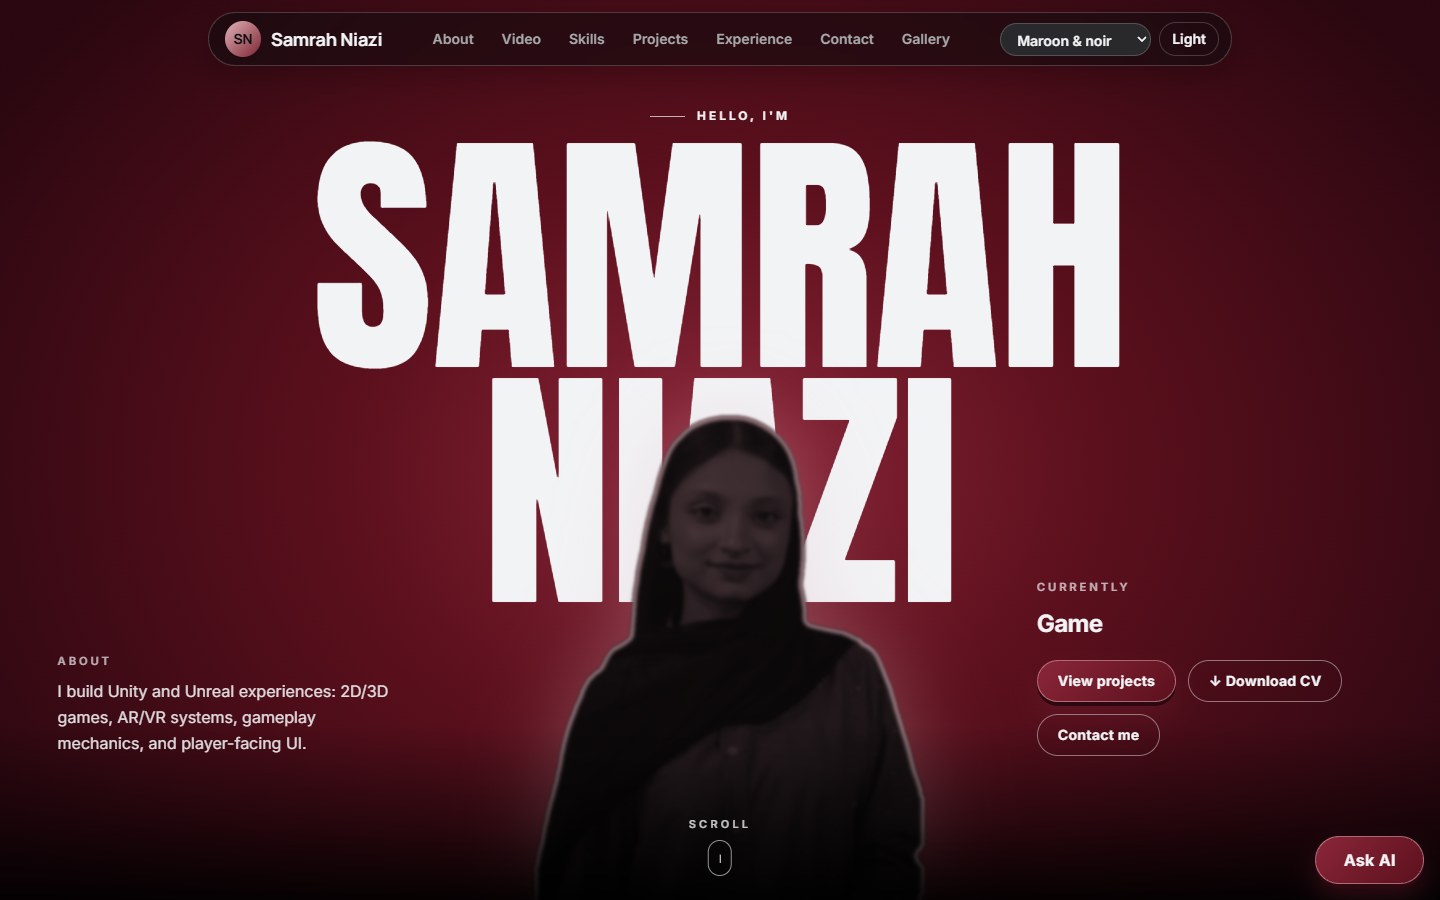 SN Samrah Niazi About Video Skills Projects Experience Contact Gallery Maroon & noir Light
HELLO, I'M
SAMRAH
NIAZI
ABOUT
I build Unity and Unreal experiences: 2D/3D
games, AR/VR systems, gameplay
mechanics, and player-facing UI.
CURRENTLY
Game
View projects ↓ Download CV
Contact me
SCROLL
Ask AI